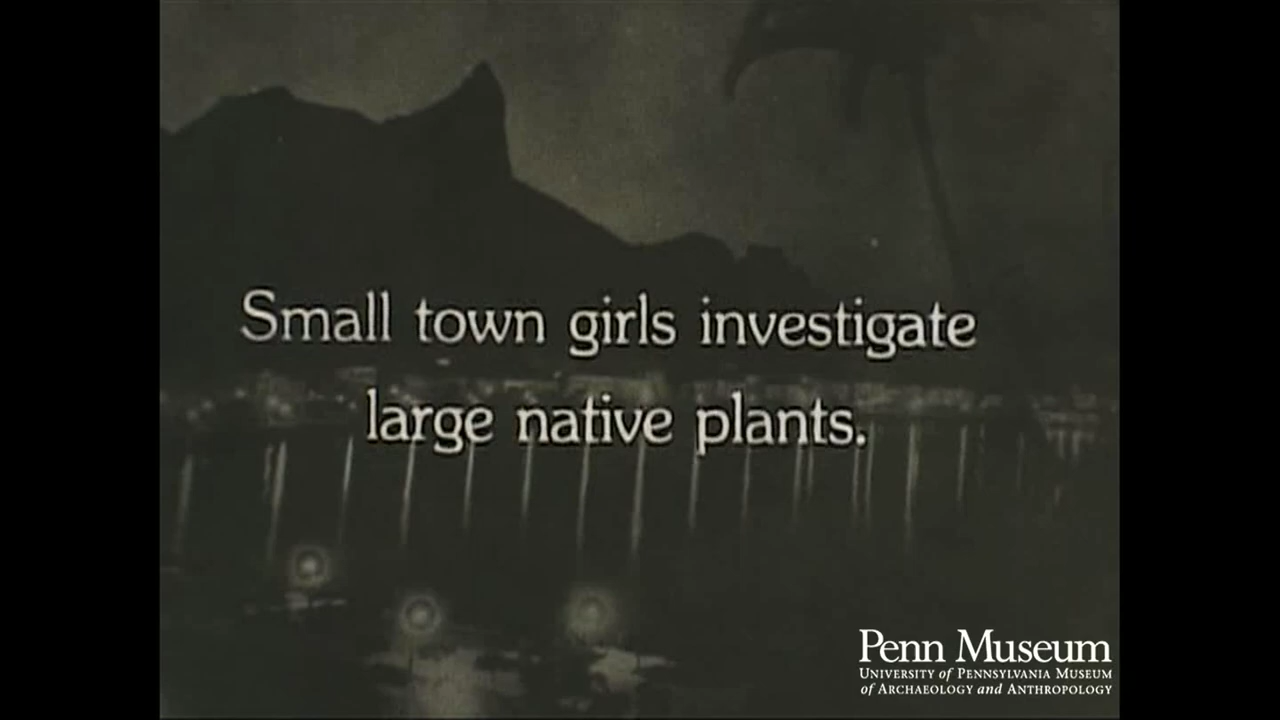 Small town girls investigate
large native plants.
Penn Museum
UNIVERSITY of PENNSYLVANIA MUSEUM
of ARCHAEOLOGY and ANTHROPOLOGY